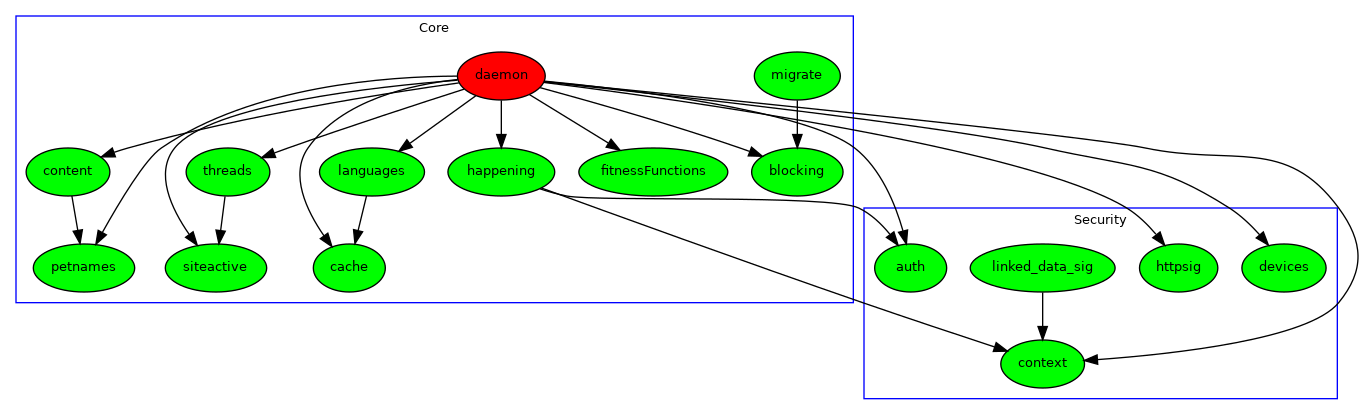 Core
daemon
migrate
content
threads
languages
happening
fitnessFunctions
blocking
Security
petnames
siteactive
cache
auth
linked_data_sig
httpsig
devices
context